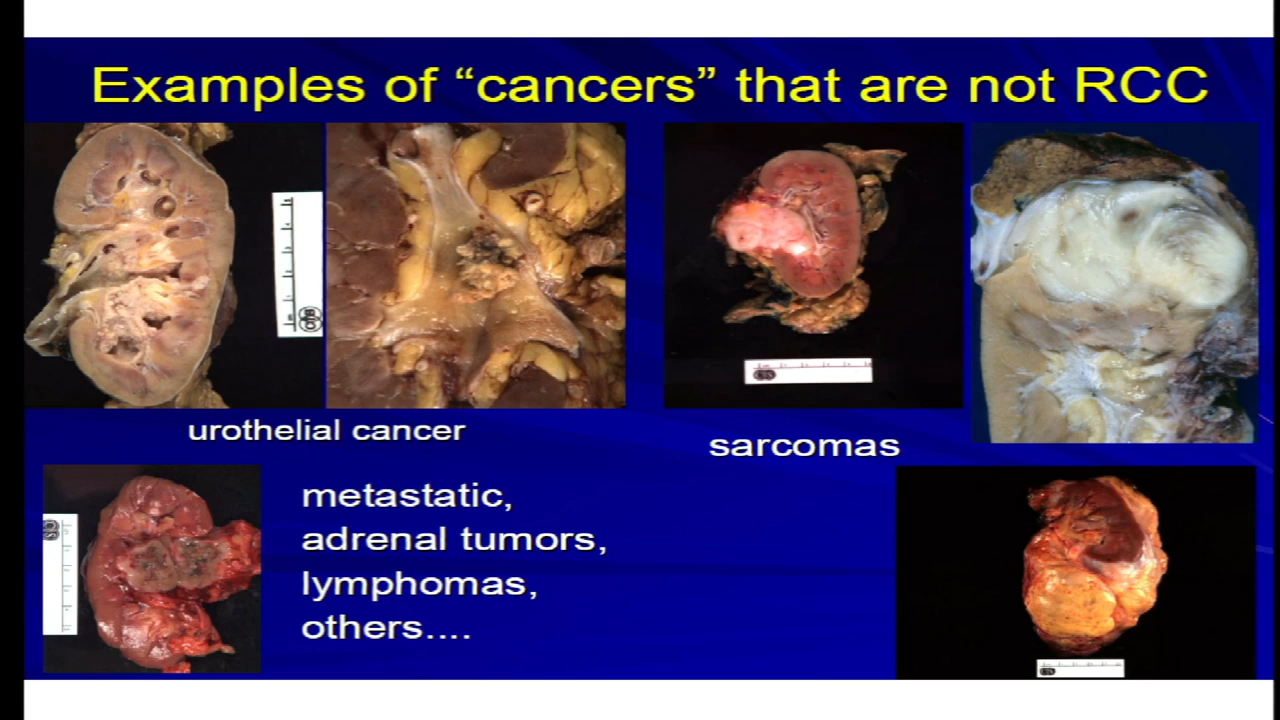 Examples of “cancers” that are not RCC
urothelial cancer
sarcomas
metastatic,
adrenal tumors,
lymphomas,
others....